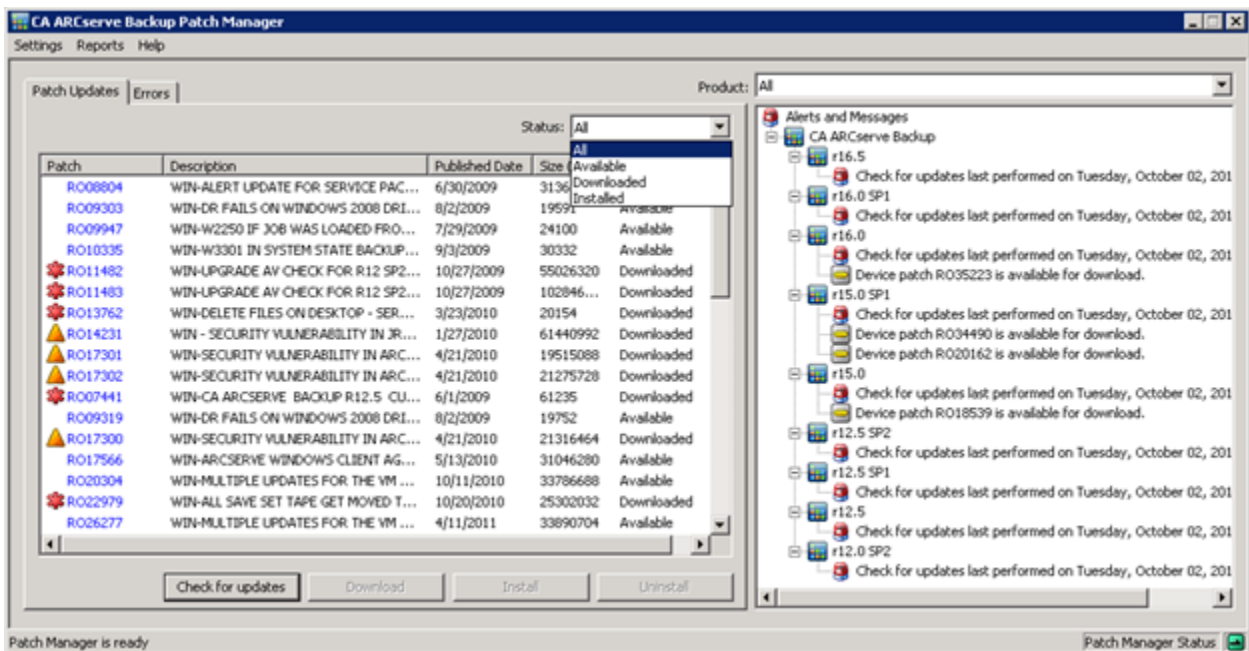 CA ARCserve Backup Patch Manager
Settings Reports Help
Patch Updates Errors
Product: All
Status: All
All
Available
Downloaded
Installed
Patch Description Published Date Size (
RO08804 WIN-ALERT UPDATE FOR SERVICE PAC... 6/30/2009 3136
RO09303 WIN-DR FAILS ON WINDOWS 2008 DRI... 8/2/2009 19591 Available
RO09947 WIN-W2250 IF JOB WAS LOADED FRO... 7/29/2009 24100 Available
RO10335 WIN-W3301 IN SYSTEM STATE BACKUP... 9/3/2009 30332 Available
RO11482 WIN-UPGRADE AV CHECK FOR R12 SP2... 10/27/2009 55026320 Downloaded
RO11483 WIN-UPGRADE AV CHECK FOR R12 SP2... 10/27/2009 102846... Downloaded
RO13762 WIN-DELETE FILES ON DESKTOP - SER... 3/23/2010 20154 Downloaded
RO14231 WIN - SECURITY VULNERABILITY IN JR... 1/27/2010 61440992 Downloaded
RO17301 WIN-SECURITY VULNERABILITY IN ARC... 4/21/2010 19515088 Downloaded
RO17302 WIN-SECURITY VULNERABILITY IN ARC... 4/21/2010 21275728 Downloaded
RO07441 WIN-CA ARCSERVE BACKUP R12.5 CU... 6/1/2009 61235 Downloaded
RO09319 WIN-DR FAILS ON WINDOWS 2008 DRI... 8/2/2009 19752 Available
RO17300 WIN-SECURITY VULNERABILITY IN ARC... 4/21/2010 21316464 Downloaded
RO17566 WIN-ARCSERVE WINDOWS CLIENT AG... 5/13/2010 31046280 Available
RO20304 WIN-MULTIPLE UPDATES FOR THE VM ... 10/11/2010 33786688 Available
RO22979 WIN-ALL SAVE SET TAPE GET MOVED T... 10/20/2010 25302032 Downloaded
RO26277 WIN-MULTIPLE UPDATES FOR THE VM ... 4/11/2011 33890704 Available
Check for updates Download Install Uninstall
Alerts and Messages
CA ARCserve Backup
r16.5
Check for updates last performed on Tuesday, October 02, 201
r16.0 SP1
Check for updates last performed on Tuesday, October 02, 201
r16.0
Check for updates last performed on Tuesday, October 02, 201
Device patch RO35223 is available for download.
r15.0 SP1
Check for updates last performed on Tuesday, October 02, 201
Device patch RO34490 is available for download.
Device patch RO20162 is available for download.
r15.0
Check for updates last performed on Tuesday, October 02, 201
Device patch RO18539 is available for download.
r12.5 SP2
Check for updates last performed on Tuesday, October 02, 201
r12.5 SP1
Check for updates last performed on Tuesday, October 02, 201
r12.5
Check for updates last performed on Tuesday, October 02, 201
r12.0 SP2
Check for updates last performed on Tuesday, October 02, 201
Patch Manager is ready
Patch Manager Status